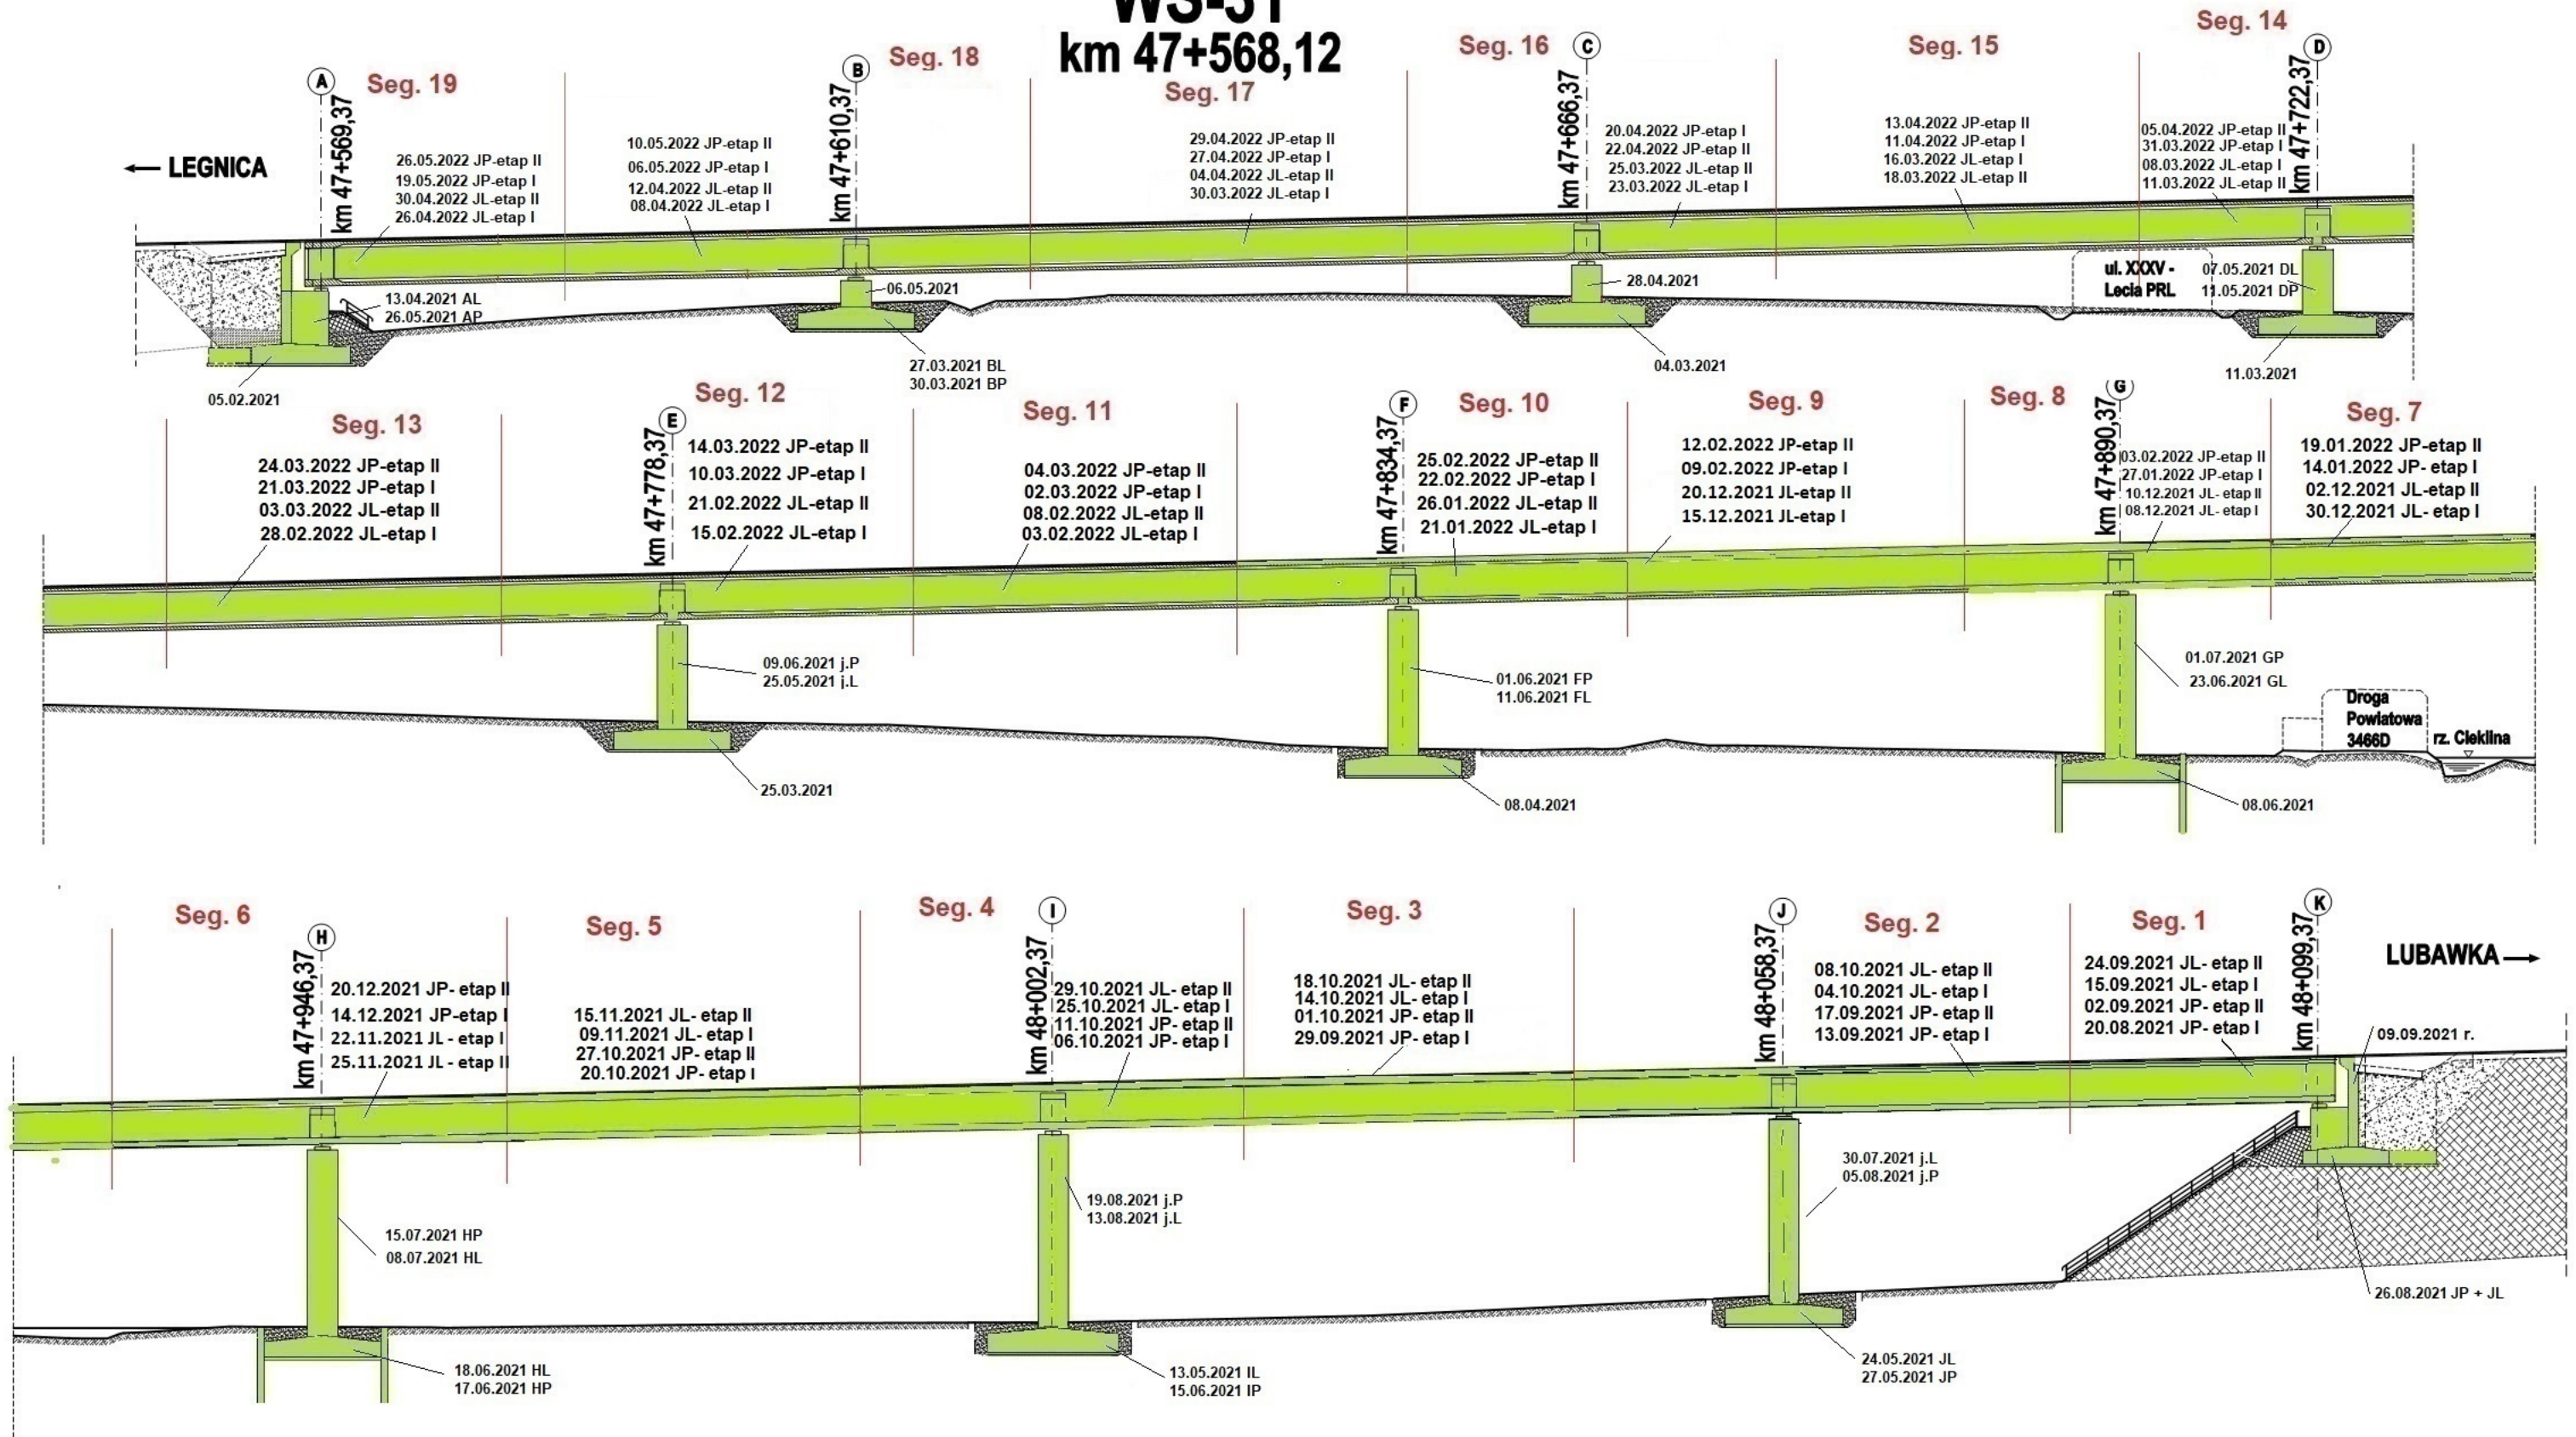 WS-31
km 47+568,12
Seg. 19
Seg. 18
Seg. 17
Seg. 16
Seg. 15
Seg. 14
A
B
C
D
km 47+569,37
km 47+610,37
km 47+666,37
km 47+722,37
← LEGNICA
26.05.2022 JP-etap II
19.05.2022 JP-etap I
30.04.2022 JL-etap II
26.04.2022 JL-etap I
10.05.2022 JP-etap II
06.05.2022 JP-etap I
12.04.2022 JL-etap II
08.04.2022 JL-etap I
29.04.2022 JP-etap II
27.04.2022 JP-etap I
04.04.2022 JL-etap II
30.03.2022 JL-etap I
20.04.2022 JP-etap I
22.04.2022 JP-etap II
25.03.2022 JL-etap II
23.03.2022 JL-etap I
13.04.2022 JP-etap II
11.04.2022 JP-etap I
16.03.2022 JL-etap I
18.03.2022 JL-etap II
05.04.2022 JP-etap II
31.03.2022 JP-etap I
08.03.2022 JL-etap I
11.03.2022 JL-etap II
13.04.2021 AL
26.05.2021 AP
05.02.2021
06.05.2021
27.03.2021 BL
30.03.2021 BP
28.04.2021
04.03.2021
ul. XXXV -
Lecia PRL
07.05.2021 DL
11.05.2021 DP
11.03.2021
Seg. 13
Seg. 12
Seg. 11
Seg. 10
Seg. 9
Seg. 8
Seg. 7
E
F
G
km 47+778,37
km 47+834,37
km 47+890,37
24.03.2022 JP-etap II
21.03.2022 JP-etap I
03.03.2022 JL-etap II
28.02.2022 JL-etap I
14.03.2022 JP-etap II
10.03.2022 JP-etap I
21.02.2022 JL-etap II
15.02.2022 JL-etap I
04.03.2022 JP-etap II
02.03.2022 JP-etap I
08.02.2022 JL-etap II
03.02.2022 JL-etap I
25.02.2022 JP-etap II
22.02.2022 JP-etap I
26.01.2022 JL-etap II
21.01.2022 JL-etap I
12.02.2022 JP-etap II
09.02.2022 JP-etap I
20.12.2021 JL-etap II
15.12.2021 JL-etap I
03.02.2022 JP-etap II
27.01.2022 JP-etap I
10.12.2021 JL- etap II
08.12.2021 JL- etap I
19.01.2022 JP-etap II
14.01.2022 JP- etap I
02.12.2021 JL-etap II
30.12.2021 JL- etap I
09.06.2021 j.P
25.05.2021 j.L
25.03.2021
01.06.2021 FP
11.06.2021 FL
08.04.2021
01.07.2021 GP
23.06.2021 GL
08.06.2021
Droga
Powiatowa
3466D
rz. Cieklina
Seg. 6
Seg. 5
Seg. 4
Seg. 3
Seg. 2
Seg. 1
H
I
J
K
km 47+946,37
km 48+002,37
km 48+058,37
km 48+099,37
LUBAWKA →
20.12.2021 JP- etap II
14.12.2021 JP-etap I
22.11.2021 JL - etap I
25.11.2021 JL - etap II
15.11.2021 JL- etap II
09.11.2021 JL- etap I
27.10.2021 JP- etap II
20.10.2021 JP- etap I
29.10.2021 JL- etap II
25.10.2021 JL- etap I
11.10.2021 JP- etap II
06.10.2021 JP- etap I
18.10.2021 JL- etap II
14.10.2021 JL- etap I
01.10.2021 JP- etap II
29.09.2021 JP- etap I
08.10.2021 JL- etap II
04.10.2021 JL- etap I
17.09.2021 JP- etap II
13.09.2021 JP- etap I
24.09.2021 JL- etap II
15.09.2021 JL- etap I
02.09.2021 JP- etap II
20.08.2021 JP- etap I
09.09.2021 r.
15.07.2021 HP
08.07.2021 HL
18.06.2021 HL
17.06.2021 HP
19.08.2021 j.P
13.08.2021 j.L
13.05.2021 IL
15.06.2021 IP
30.07.2021 j.L
05.08.2021 j.P
24.05.2021 JL
27.05.2021 JP
26.08.2021 JP + JL